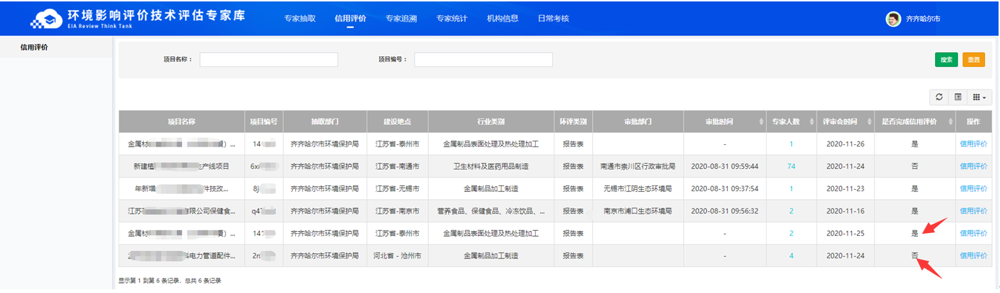 环境影响评价技术评估专家库
EIA Review Think Tank
专家抽取 信用评价 专家追溯 专家统计 机构信息 日常考核
齐齐哈尔市
信用评价
项目名称： 项目编号： 搜索 重置
项目名称 项目编号 抽取部门 建设地点 行业类别 环评类别 审批部门 审批时间 专家人数 评审会时间 是否完成信用评价 操作
金属材 ）... 14 齐齐哈尔市环境保护局 江苏省-泰州市 金属制品表面处理及热处理加工 报告表 - 1 2020-11-26 是 信用评价
新建植 产线项目 6x 齐齐哈尔市环境保护局 江苏省-南通市 卫生材料及医药用品制造 报告表 南通市崇川区行政审批局 2020-08-31 09:59:44 74 2020-11-24 否 信用评价
年新增 件技改... 8j 齐齐哈尔市环境保护局 江苏省-无锡市 金属制品加工制造 报告表 无锡市江阴生态环境局 2020-08-31 09:37:54 1 2020-11-23 是 信用评价
江苏 有限公司保健食... q4 齐齐哈尔市环境保护局 江苏省-南京市 营养食品、保健食品、冷冻饮品、... 报告表 南京市浦口生态环境局 2020-08-31 09:56:32 2 2020-11-16 是 信用评价
金属材 ）... 14 齐齐哈尔市环境保护局 江苏省-泰州市 金属制品表面处理及热处理加工 报告表 - 2 2020-11-25 是 信用评价
电力管道配件... 2 齐齐哈尔市环境保护局 河北省 - 沧州市 金属制品加工制造 报告表 - 4 2020-11-24 否 信用评价
显示第 1 到第 6 条记录，总共 6 条记录